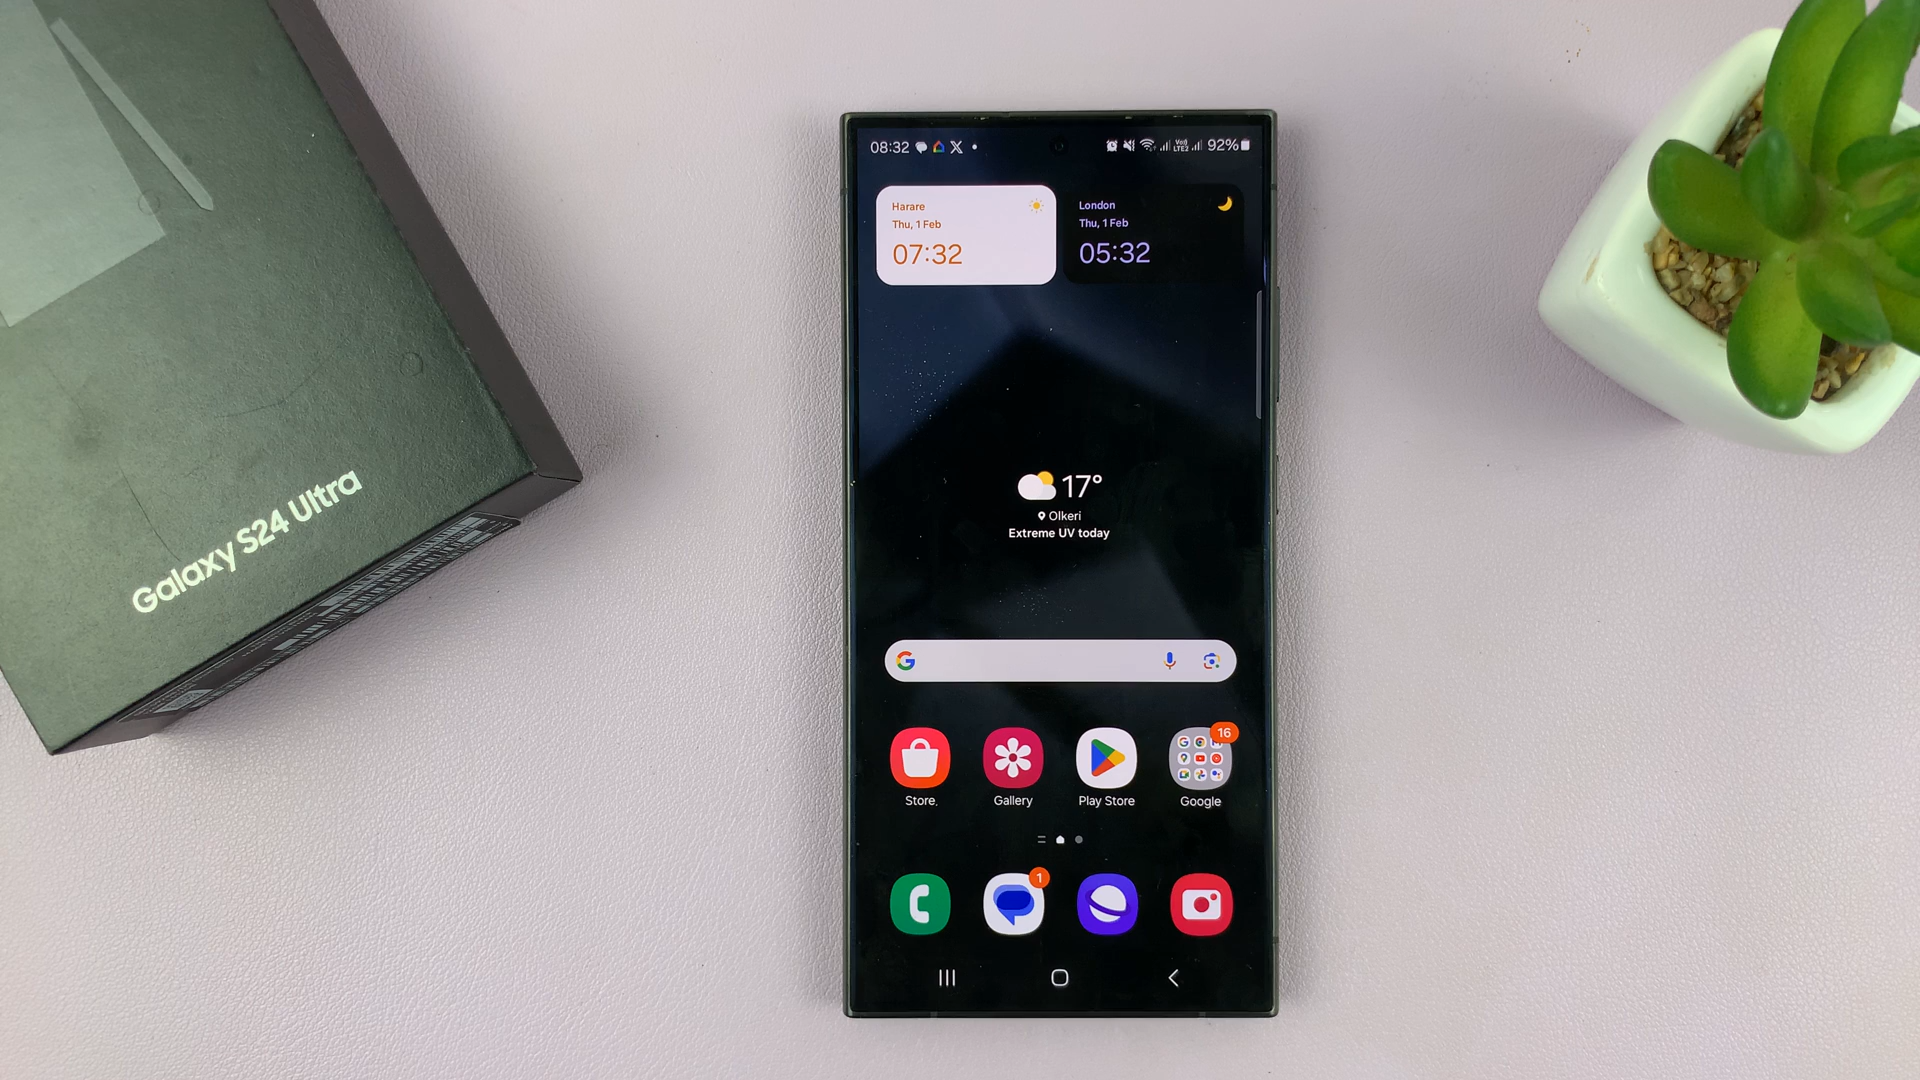 Galaxy S24 Ultra
08:32
92%
Harare
Thu, 1 Feb
07:32
London
Thu, 1 Feb
05:32
17°
Olkeri
Extreme UV today
Store.
Gallery
Play Store
16
Google
1